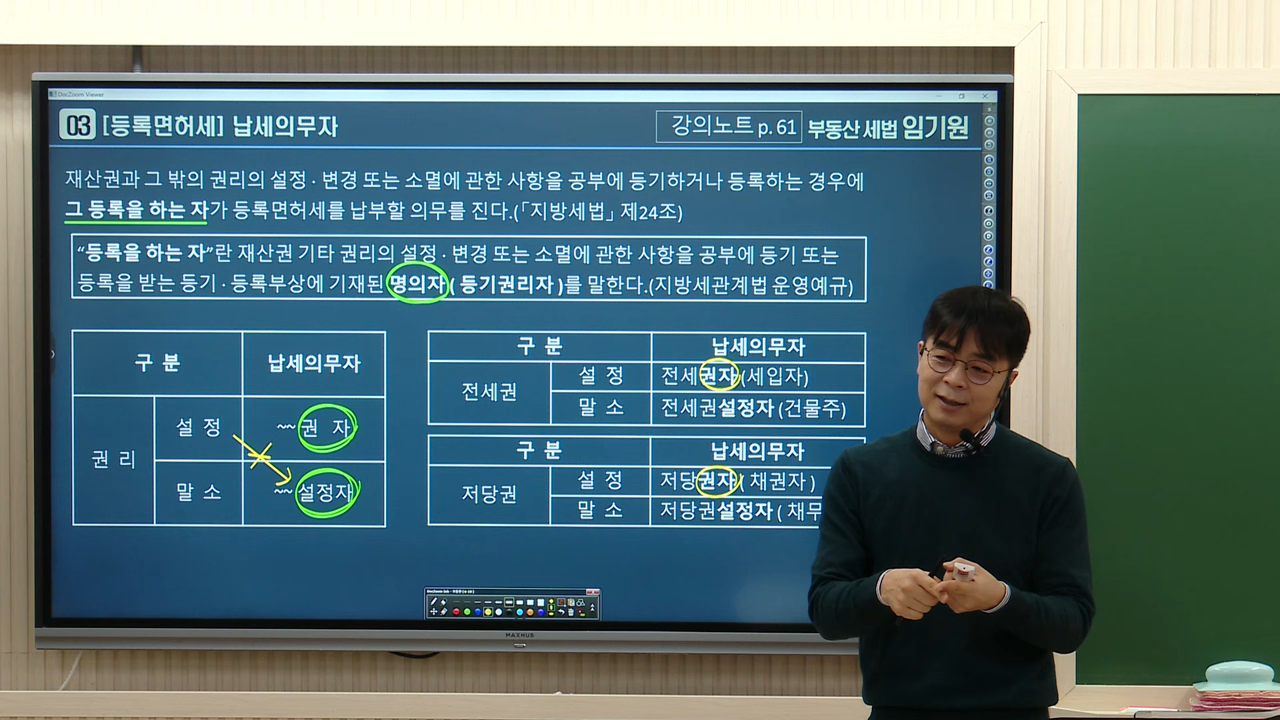 DocZoom Viewer
03 [등록면허세] 납세의무자
강의노트 p. 61
부동산 세법 임기원
재산권과 그 밖의 권리의 설정 · 변경 또는 소멸에 관한 사항을 공부에 등기하거나 등록하는 경우에
그 등록을 하는 자가 등록면허세를 납부할 의무를 진다.(「지방세법」 제24조)
“등록을 하는 자”란 재산권 기타 권리의 설정 · 변경 또는 소멸에 관한 사항을 공부에 등기 또는
등록을 받는 등기 · 등록부상에 기재된 명의자 ( 등기권리자 )를 말한다.(지방세관계법 운영예규)
구 분 납세의무자
권 리 설 정 ~~ 권 자
말 소 ~~ 설정자
구 분 납세의무자
전세권 설 정 전세권자 (세입자)
말 소 전세권설정자 (건물주)
구 분 납세의무자
저당권 설 정 저당권자 ( 채권자 )
말 소 저당권설정자 ( 채무
MAXHUB